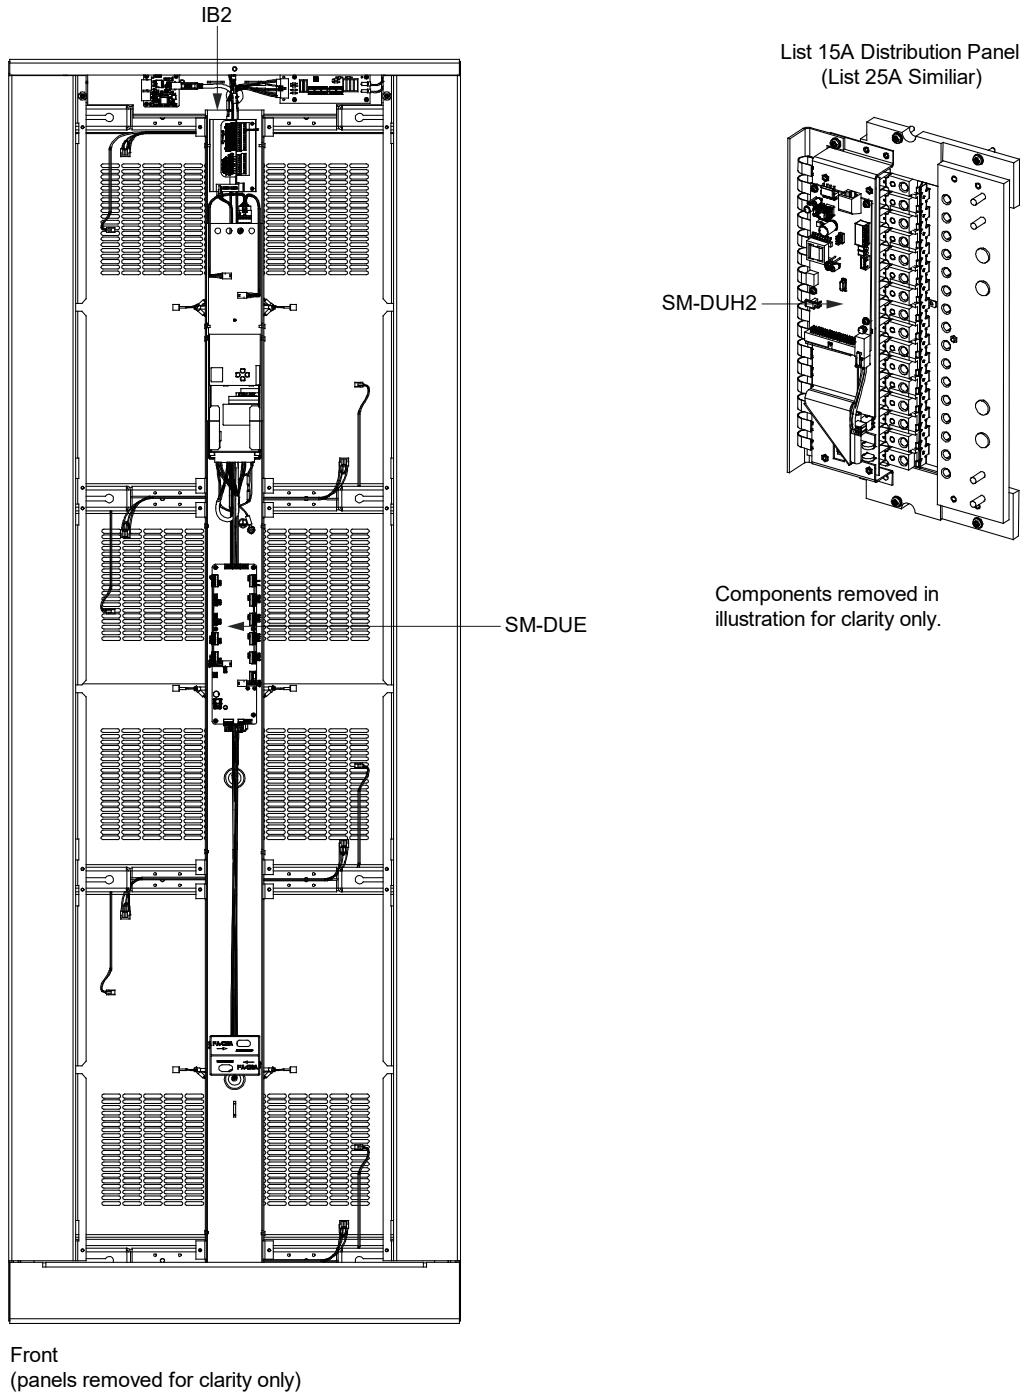 IB2
List 15A Distribution Panel
(List 25A Similiar)
SM-DUH2
SM-DUE
Components removed in
illustration for clarity only.
Front
(panels removed for clarity only)